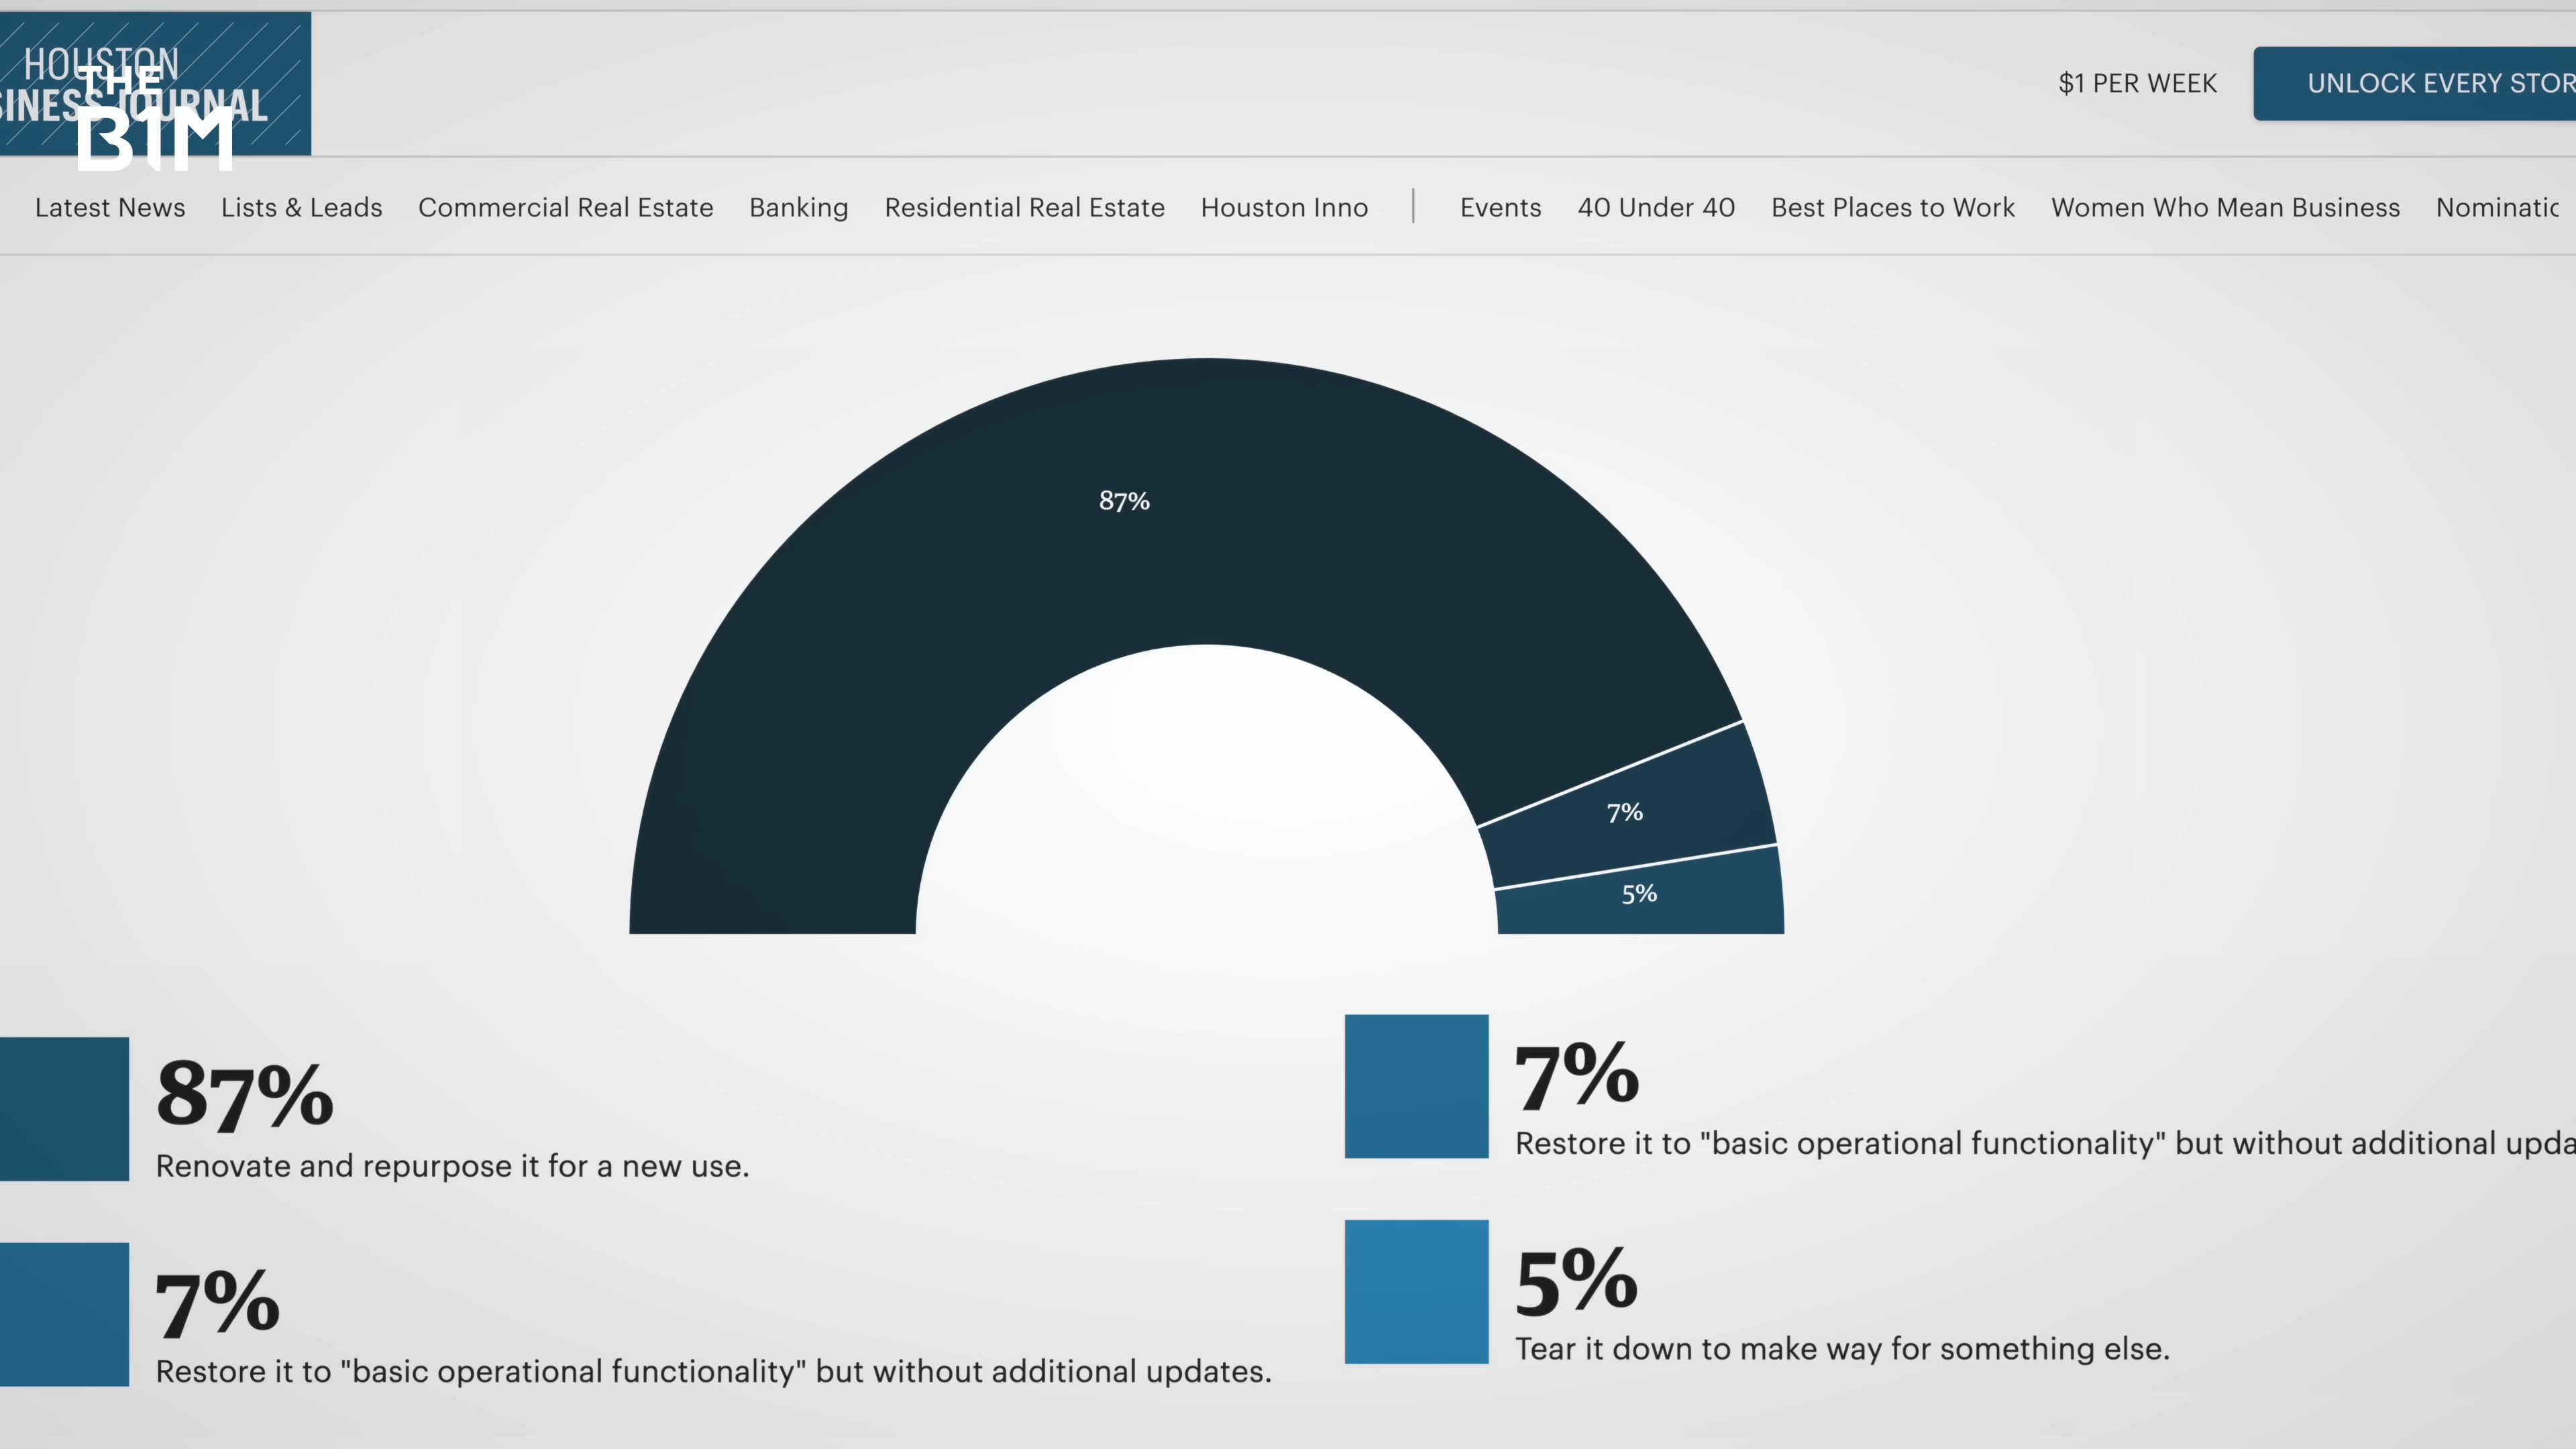 HOUSTON
SINESS JOURNAL
THE
B1M
$1 PER WEEK
UNLOCK EVERY STOR
Latest News Lists & Leads Commercial Real Estate Banking Residential Real Estate Houston Inno Events 40 Under 40 Best Places to Work Women Who Mean Business Nominatic
87%
7%
5%
87%
Renovate and repurpose it for a new use.
7%
Restore it to "basic operational functionality" but without additional updates.
7%
Restore it to "basic operational functionality" but without additional upda
5%
Tear it down to make way for something else.